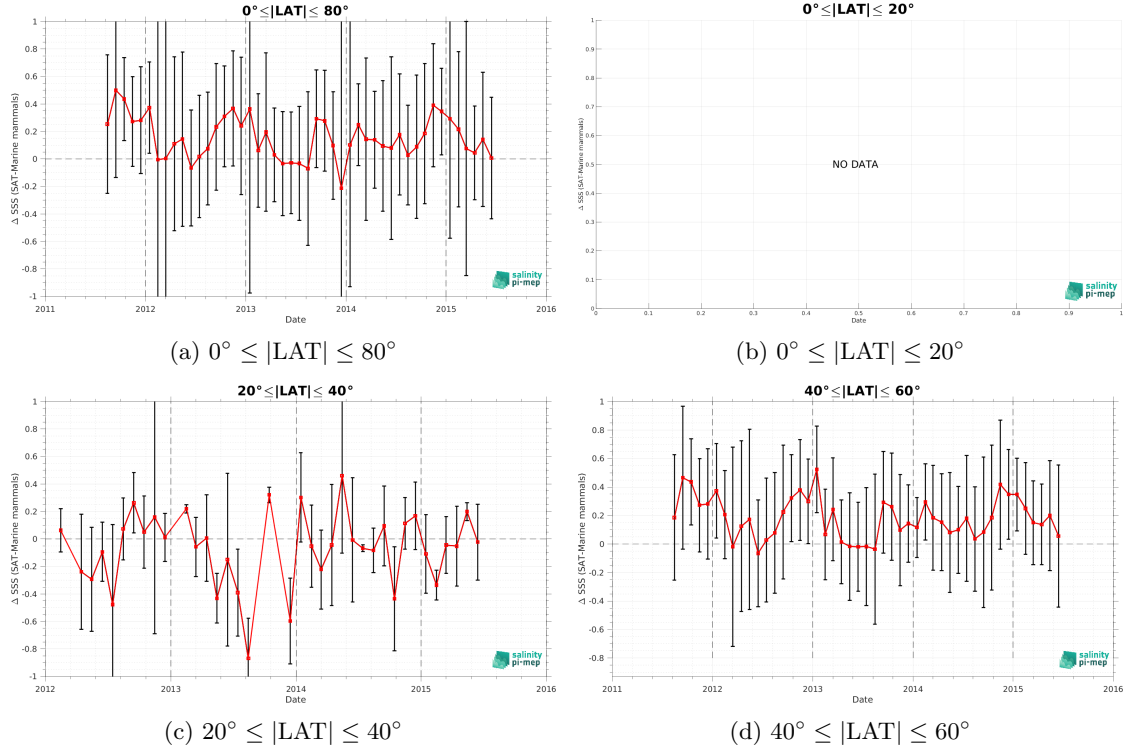 0°≤|LAT|≤ 80°
1
0.8
0.6
0.4
0.2
0
-0.2
-0.4
-0.6
-0.8
-1
Δ SSS (SAT-Marine mammals)
2011
2012
2013
2014
2015
2016
Date
salinity
pi-mep
(a) 0° ≤ |LAT| ≤ 80°
0°≤|LAT|≤ 20°
1
0.9
0.8
0.7
0.6
0.5
0.4
0.3
0.2
0.1
0
Δ SSS (SAT-Marine mammals)
NO DATA
0
0.1
0.2
0.3
0.4
0.5
0.6
0.7
0.8
0.9
1
Date
salinity
pi-mep
(b) 0° ≤ |LAT| ≤ 20°
20°≤|LAT|≤ 40°
1
0.8
0.6
0.4
0.2
0
-0.2
-0.4
-0.6
-0.8
-1
Δ SSS (SAT-Marine mammals)
2012
2013
2014
2015
2016
Date
salinity
pi-mep
(c) 20° ≤ |LAT| ≤ 40°
40°≤|LAT|≤ 60°
0.8
0.6
0.4
0.2
0
-0.2
-0.4
-0.6
-0.8
Δ SSS (SAT-Marine mammals)
2011
2012
2013
2014
2015
2016
Date
salinity
pi-mep
(d) 40° ≤ |LAT| ≤ 60°